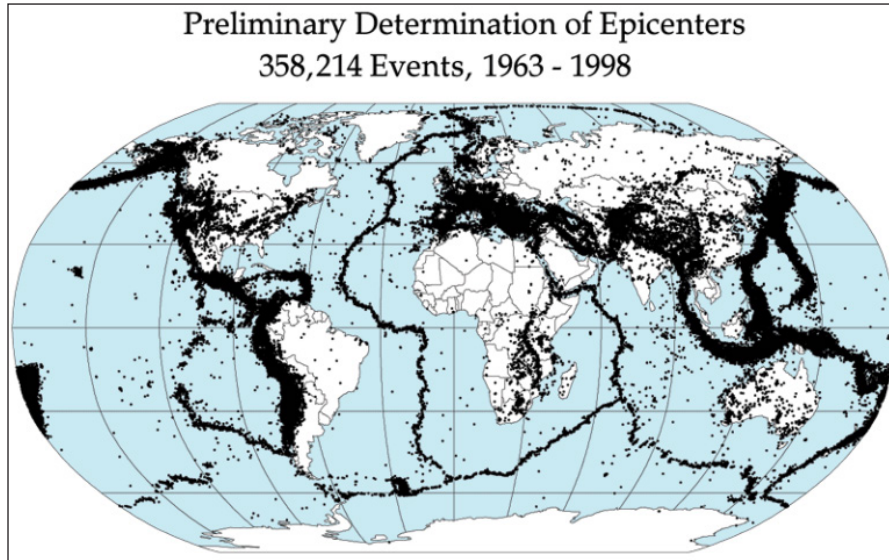 Preliminary Determination of Epicenters
358,214 Events, 1963 - 1998